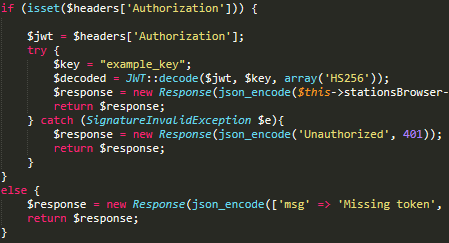 if (isset($headers['Authorization'])) {
$jwt = $headers['Authorization'];
try {
$key = "example_key";
$decoded = JWT::decode($jwt, $key, array('HS256'));
$response = new Response(json_encode($this->stationsBrowser-
return $response;
} catch (SignatureInvalidException $e){
$response = new Response(json_encode('Unauthorized', 401));
return $response;
}
}
else {
$response = new Response(json_encode(['msg' => 'Missing token',
return $response;
}